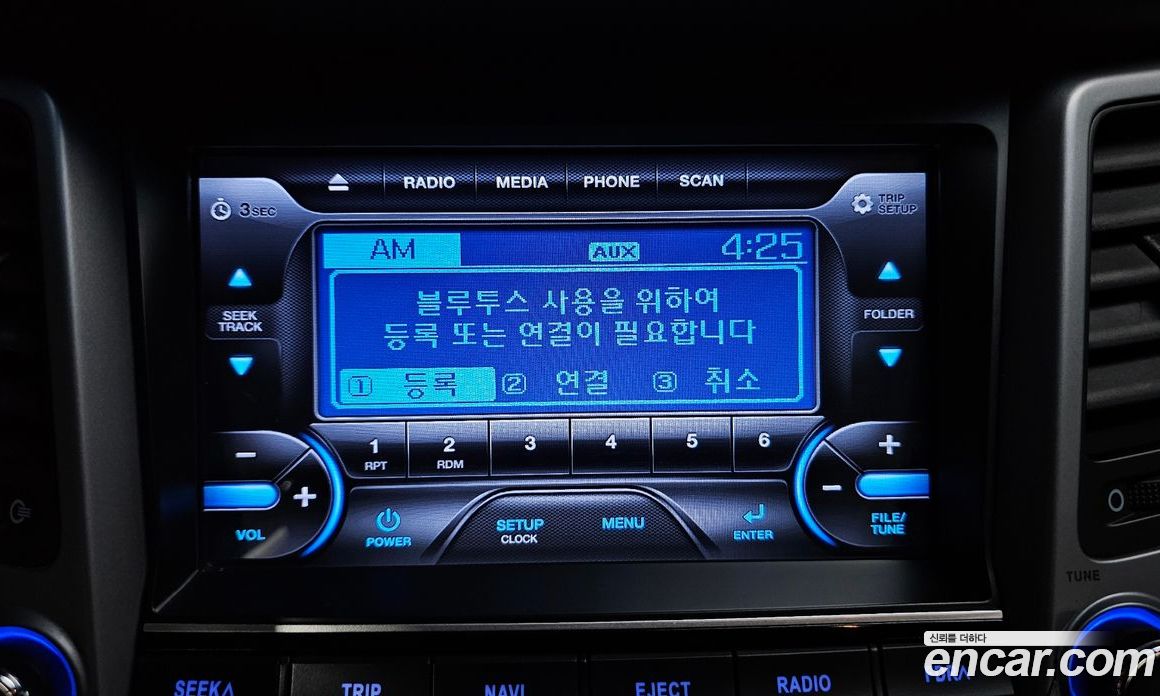 RADIO MEDIA PHONE SCAN
3SEC
TRIP
SETUP
AM AUX 4:25
블루투스 사용을 위하여
등록 또는 연결이 필요합니다
1 등록 2 연결 3 취소
SEEK
TRACK
FOLDER
1 2 3 4 5 6
RPT RDM
- + VOL
POWER
SETUP
CLOCK
MENU
ENTER
+ -
FILE/
TUNE
TUNE
신뢰를 더하다
encar.com
SEEK∧ TRIP NAVI EJECT RADIO